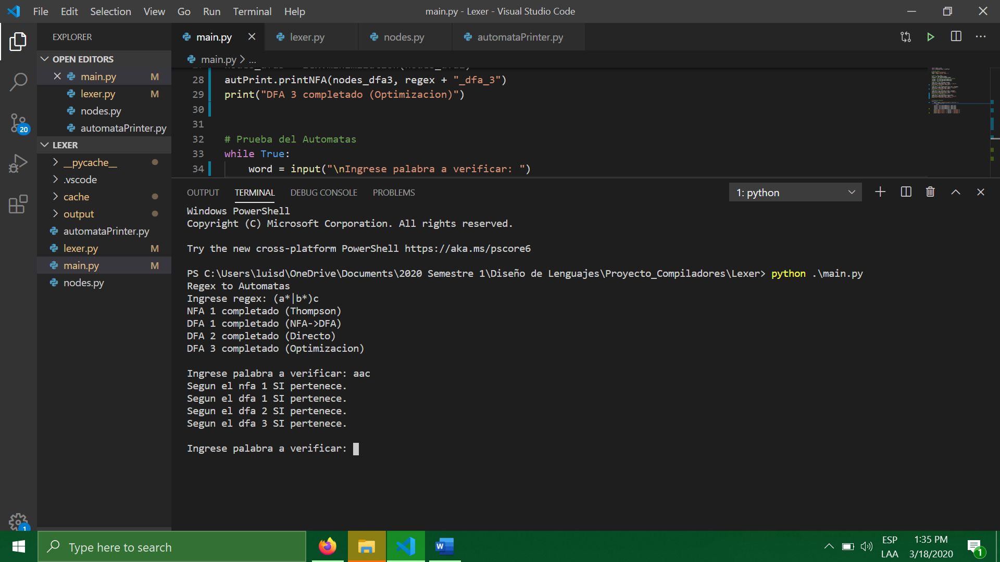 File Edit Selection View Go Run Terminal Help
main.py - Lexer - Visual Studio Code
EXPLORER
OPEN EDITORS
main.py M
lexer.py M
nodes.py
automataPrinter.py
LEXER
__pycache__
.vscode
cache
output
automataPrinter.py
lexer.py M
main.py M
nodes.py
20
1
main.py lexer.py nodes.py automataPrinter.py
main.py > ...
28 autPrint.printNFA(nodes_dfa3, regex + "_dfa_3")
29 print("DFA 3 completado (Optimizacion)")
30
31
32 # Prueba del Automatas
33 while True:
34 word = input("\nIngrese palabra a verificar: ")
OUTPUT TERMINAL DEBUG CONSOLE PROBLEMS
1: python
Windows PowerShell
Copyright (C) Microsoft Corporation. All rights reserved.
Try the new cross-platform PowerShell https://aka.ms/pscore6
PS C:\Users\luisd\OneDrive\Documents\2020 Semestre 1\Diseño de Lenguajes\Proyecto_Compiladores\Lexer> python .\main.py
Regex to Automatas
Ingrese regex: (a*|b*)c
NFA 1 completado (Thompson)
DFA 1 completado (NFA->DFA)
DFA 2 completado (Directo)
DFA 3 completado (Optimizacion)
Ingrese palabra a verificar: aac
Segun el nfa 1 SI pertenece.
Segun el dfa 1 SI pertenece.
Segun el dfa 2 SI pertenece.
Segun el dfa 3 SI pertenece.
Ingrese palabra a verificar:
Type here to search
W
ESP
LAA
1:35 PM
3/18/2020
1